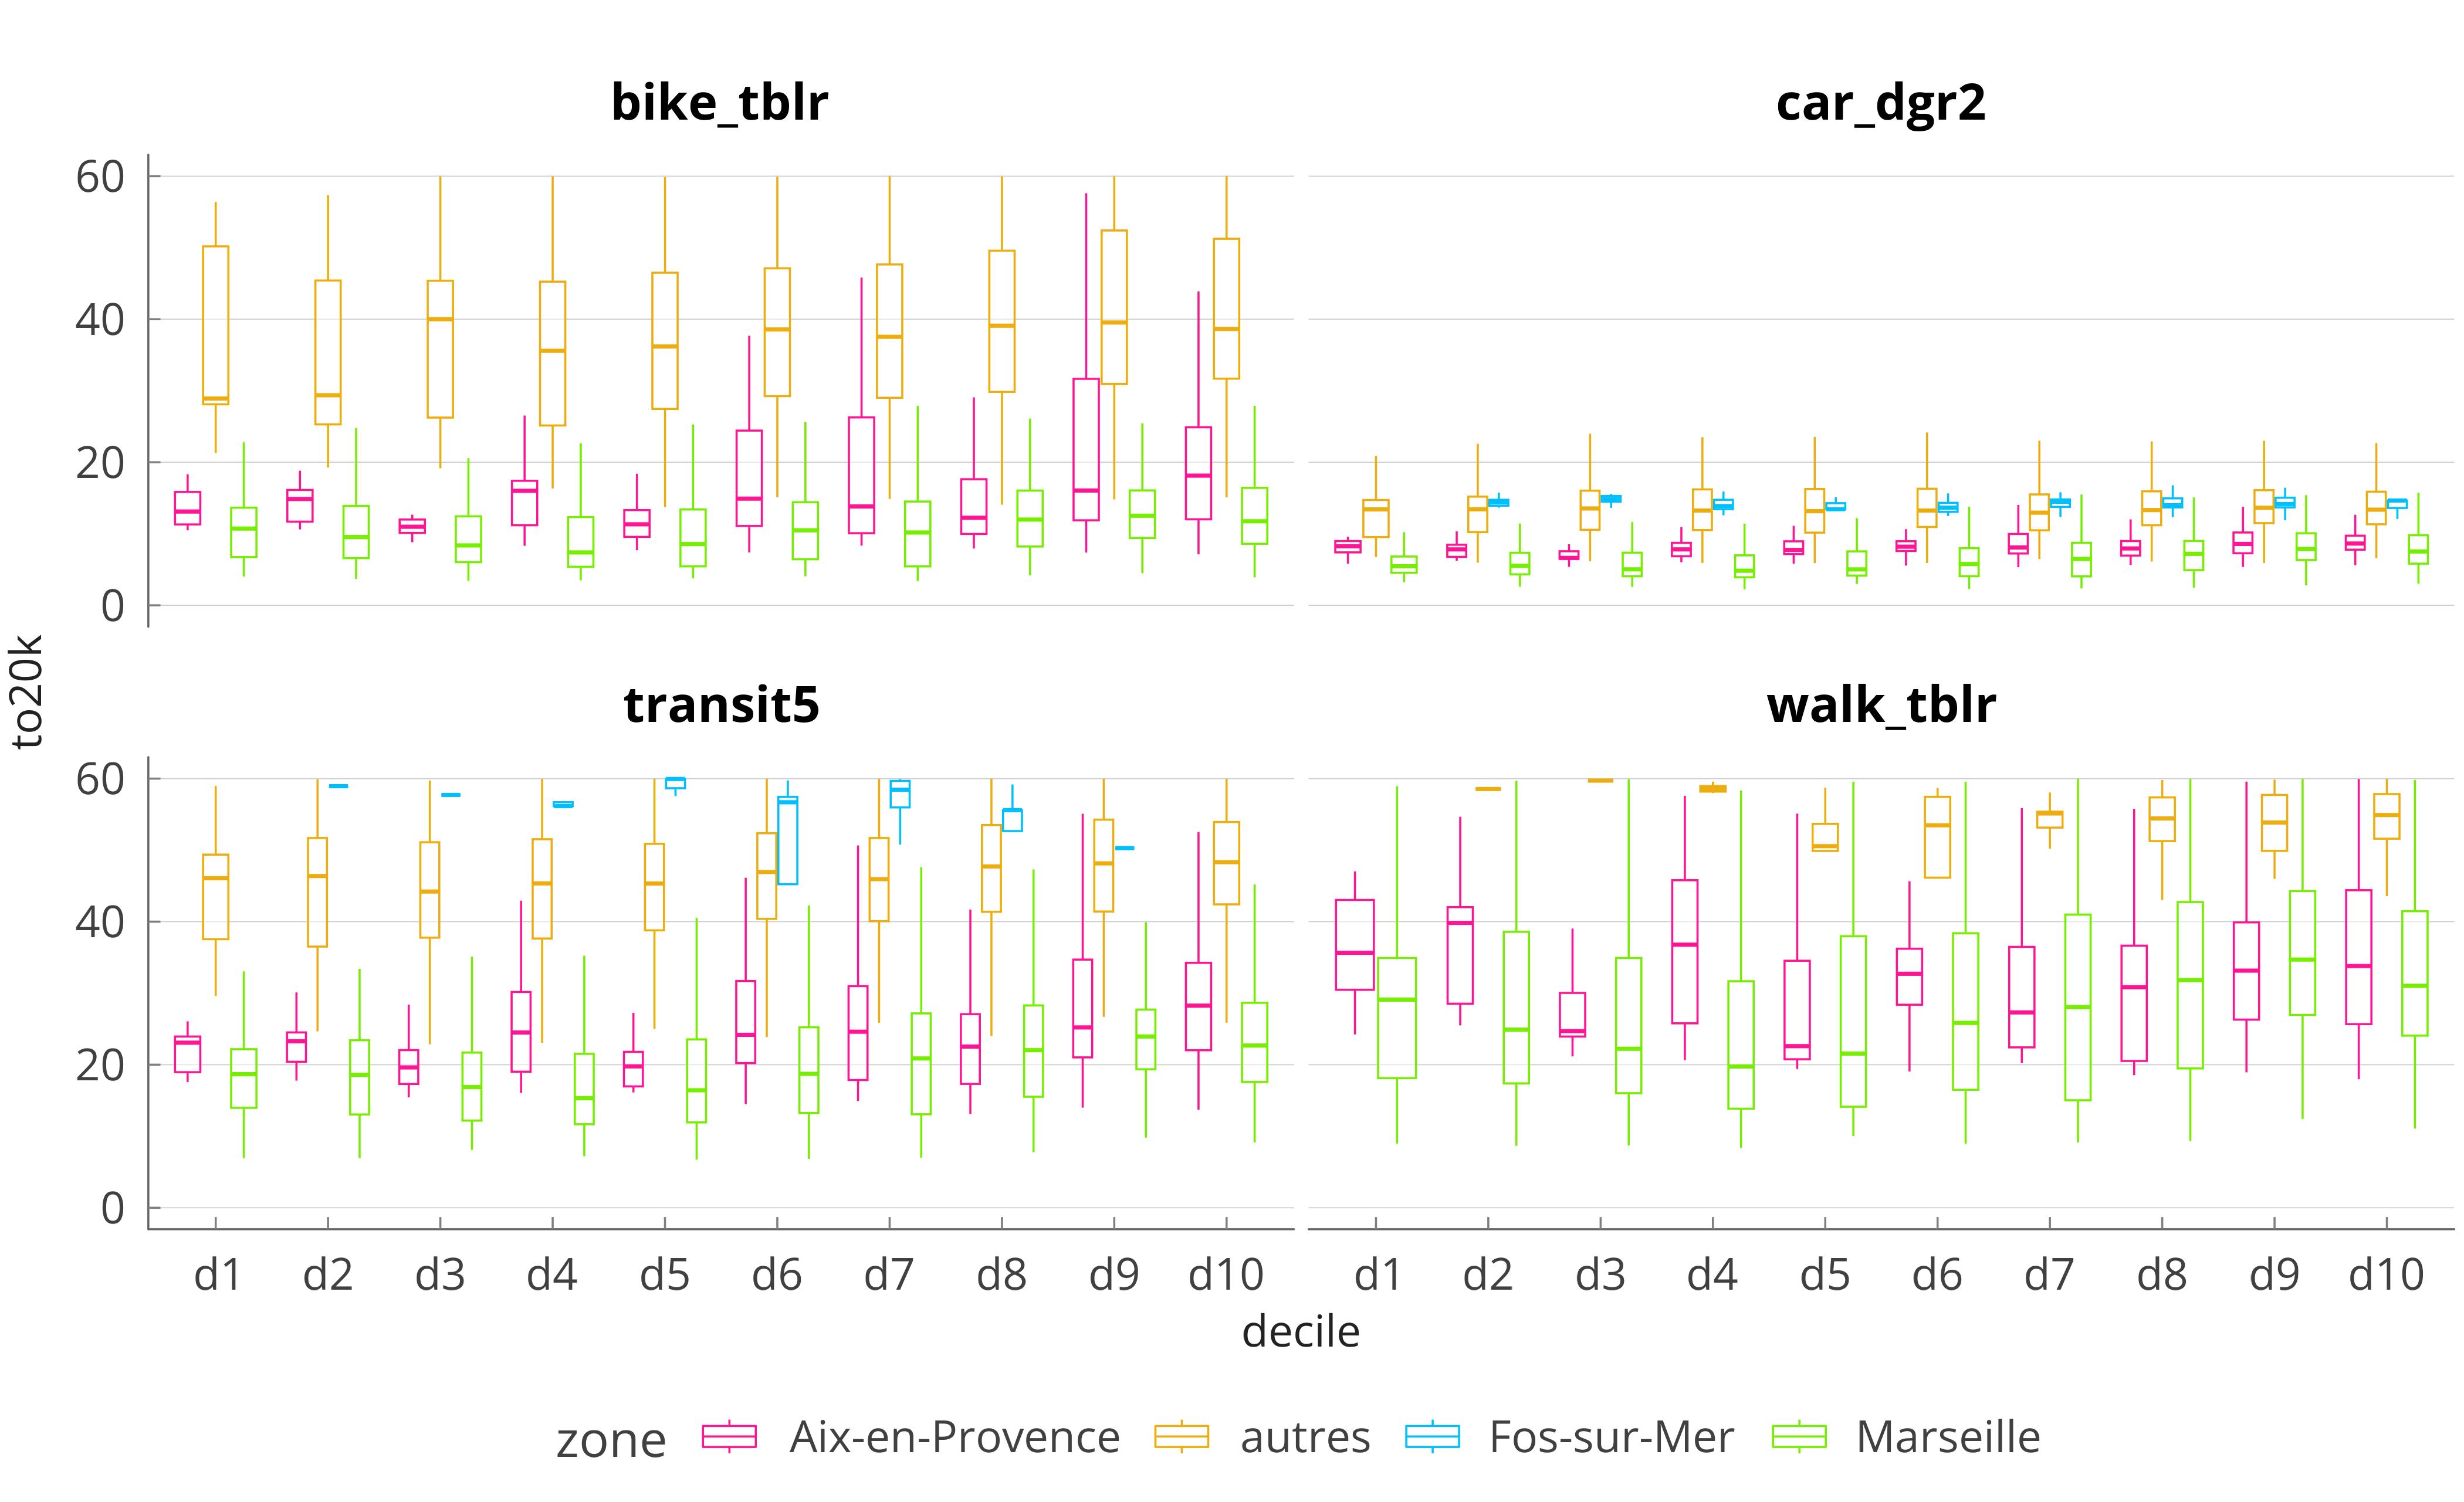 bike_tblr
car_dgr2
60
40
20
0
to20k
transit5
walk_tblr
60
40
20
0
d1 d2 d3 d4 d5 d6 d7 d8 d9 d10
d1 d2 d3 d4 d5 d6 d7 d8 d9 d10
decile
zone Aix-en-Provence autres Fos-sur-Mer Marseille